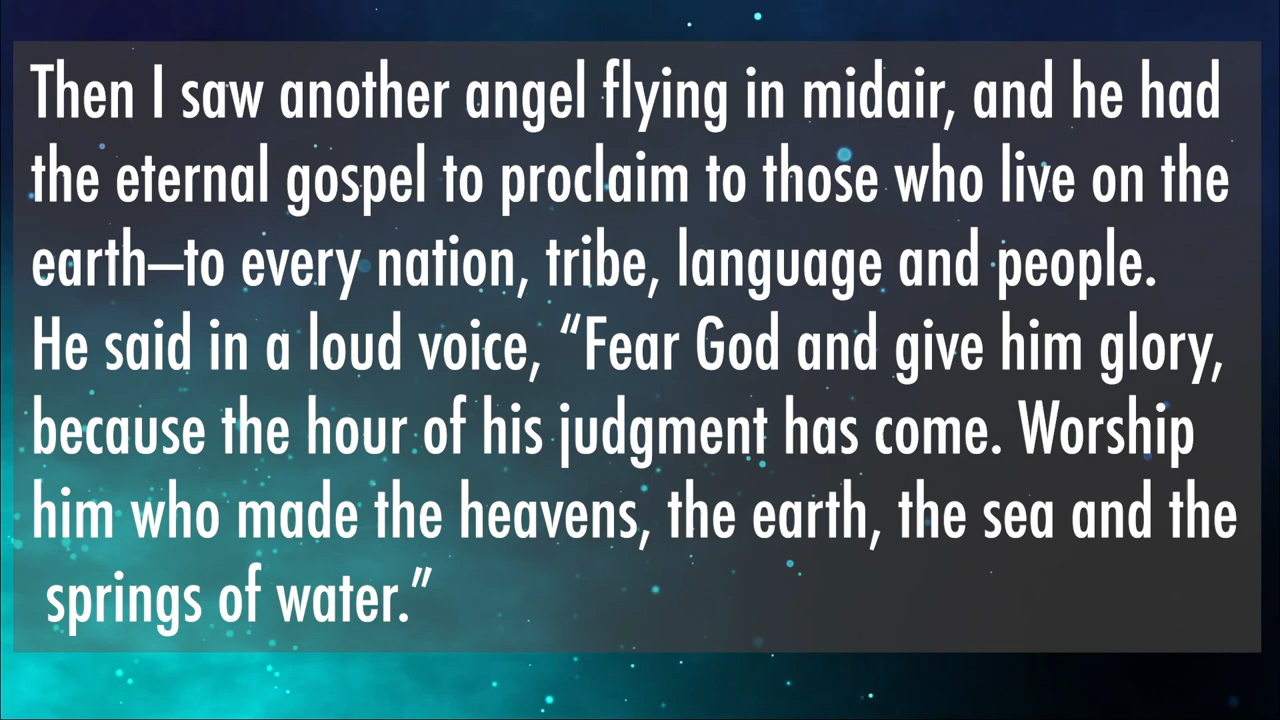 Then I saw another angel flying in midair, and he had
the eternal gospel to proclaim to those who live on the
earth—to every nation, tribe, language and people.
He said in a loud voice, “Fear God and give him glory,
because the hour of his judgment has come. Worship
him who made the heavens, the earth, the sea and the
springs of water.”